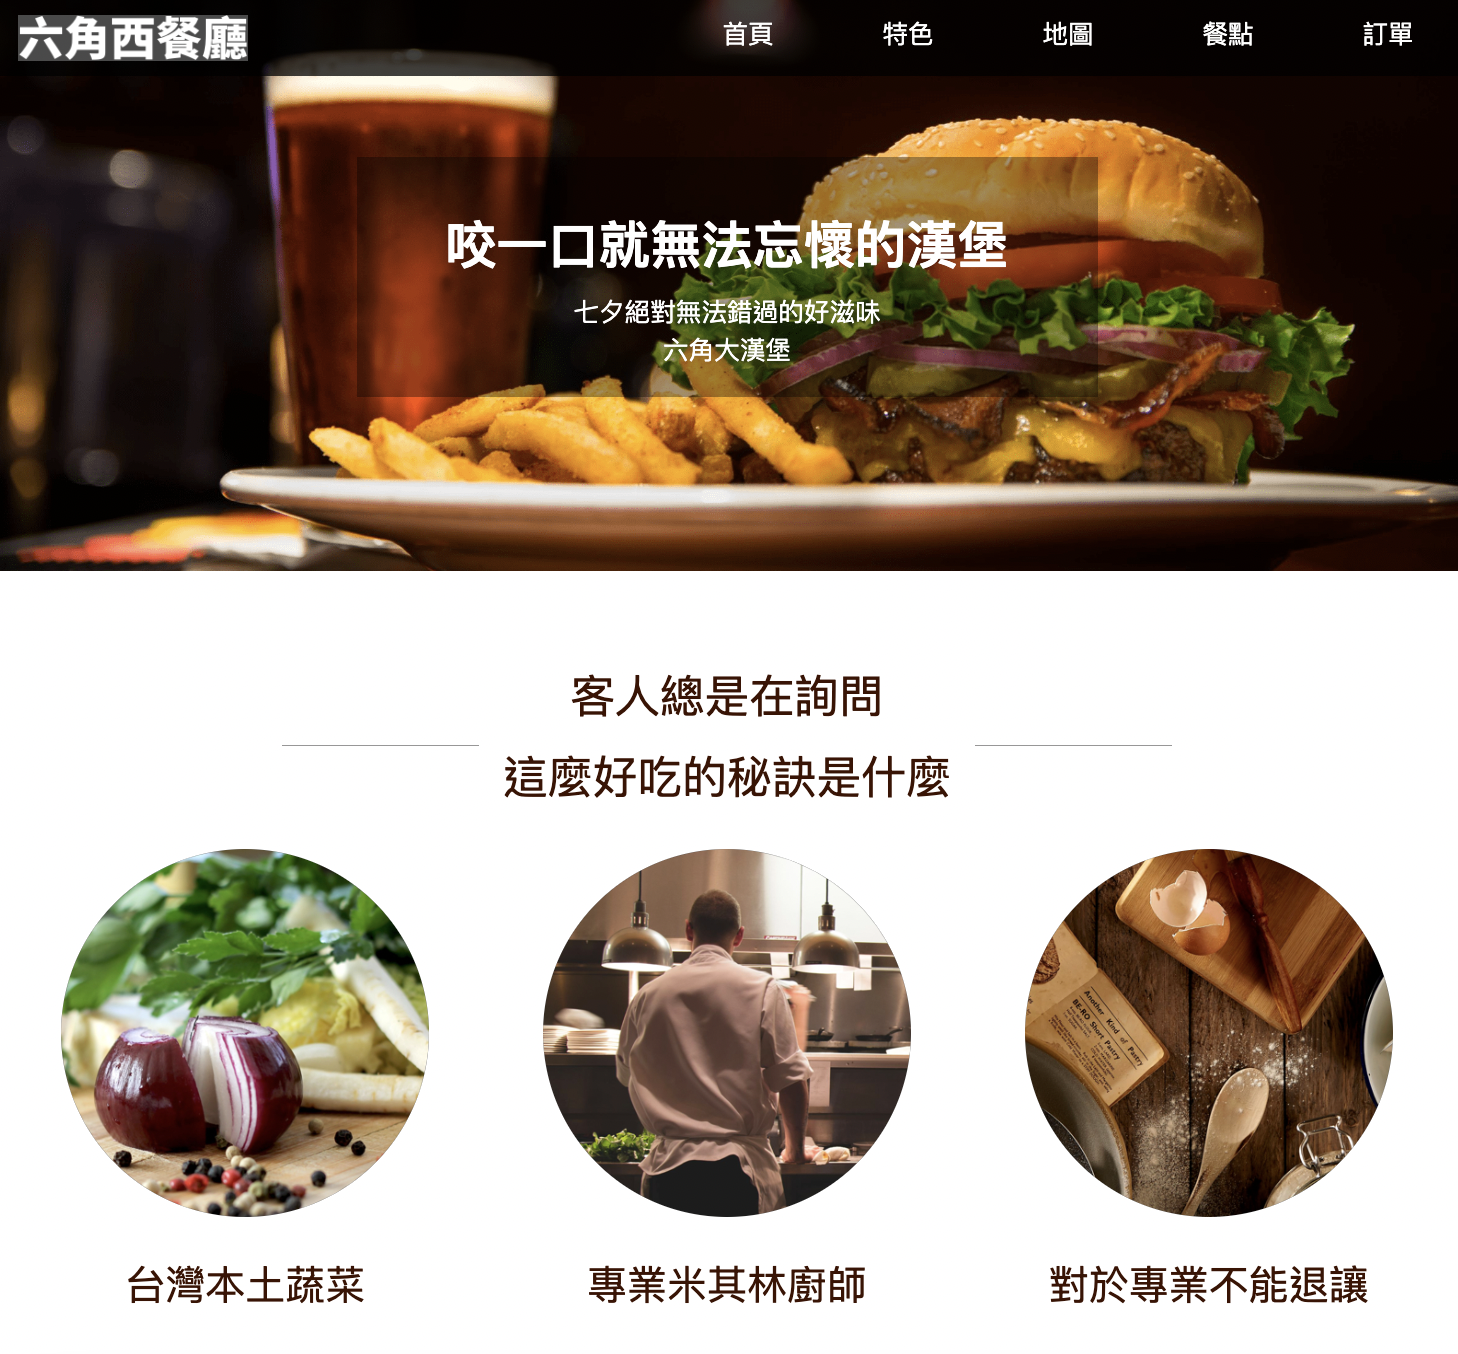 六角西餐廳
首頁 特色 地圖 餐點 訂單
咬一口就無法忘懷的漢堡
七夕絕對無法錯過的好滋味
六角大漢堡
客人總是在詢問
這麼好吃的秘訣是什麼
Another Kind of Pastry
BE-RO Short Pastry
台灣本土蔬菜
專業米其林廚師
對於專業不能退讓